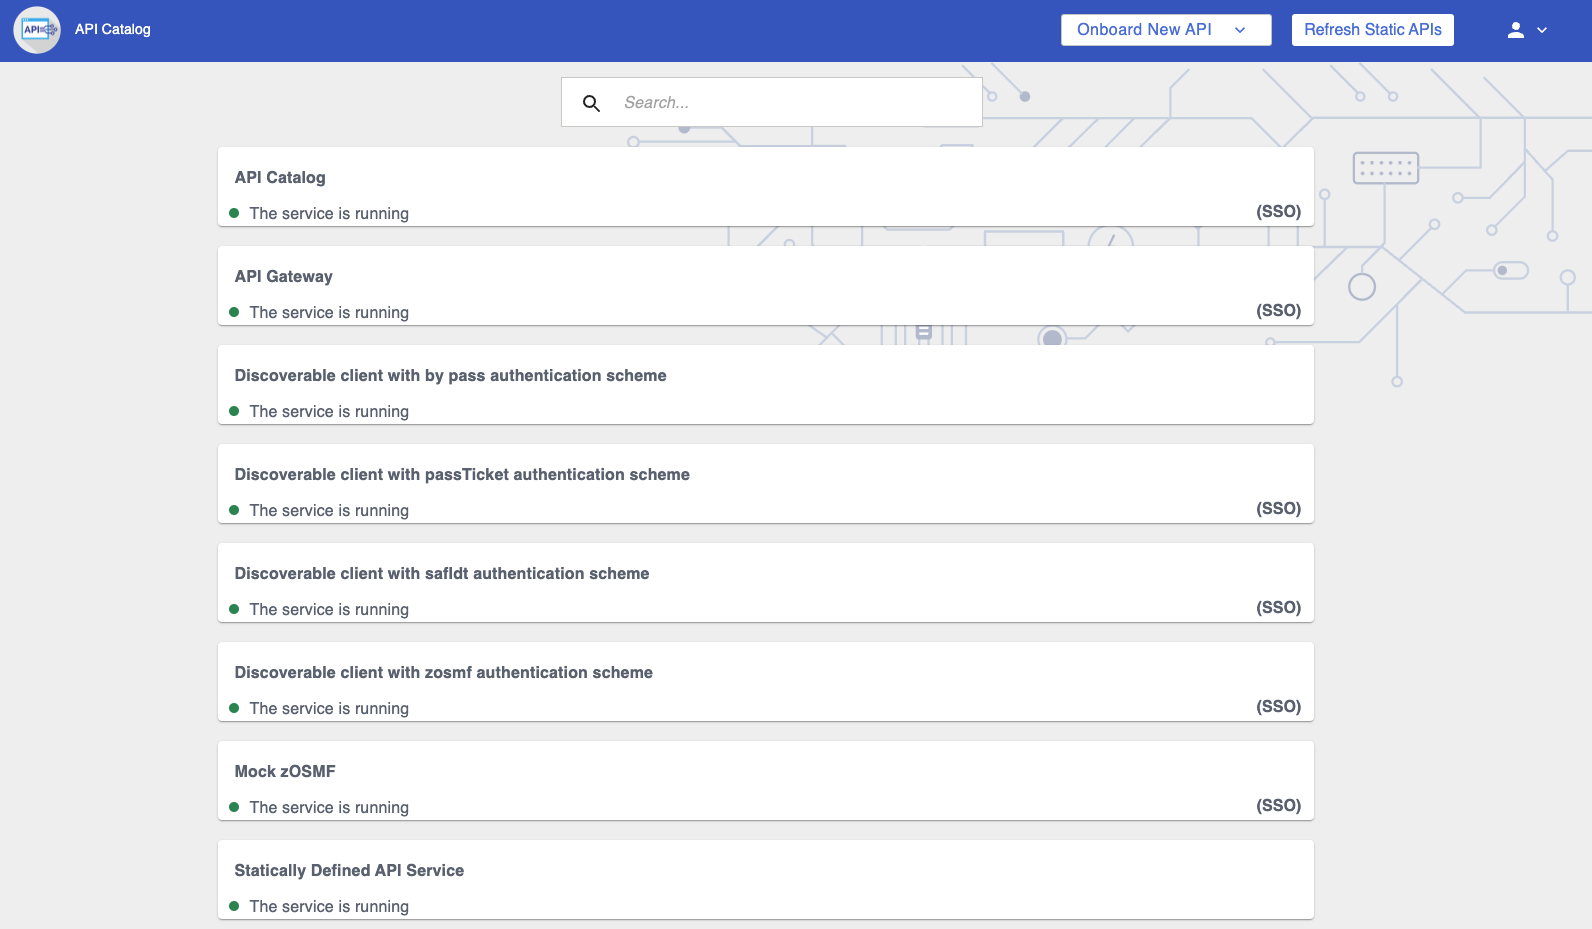 API
API Catalog
Onboard New API
Refresh Static APIs
Search...
API Catalog
The service is running
(SSO)
API Gateway
The service is running
(SSO)
Discoverable client with by pass authentication scheme
The service is running
Discoverable client with passTicket authentication scheme
The service is running
(SSO)
Discoverable client with safIdt authentication scheme
The service is running
(SSO)
Discoverable client with zosmf authentication scheme
The service is running
(SSO)
Mock zOSMF
The service is running
(SSO)
Statically Defined API Service
The service is running